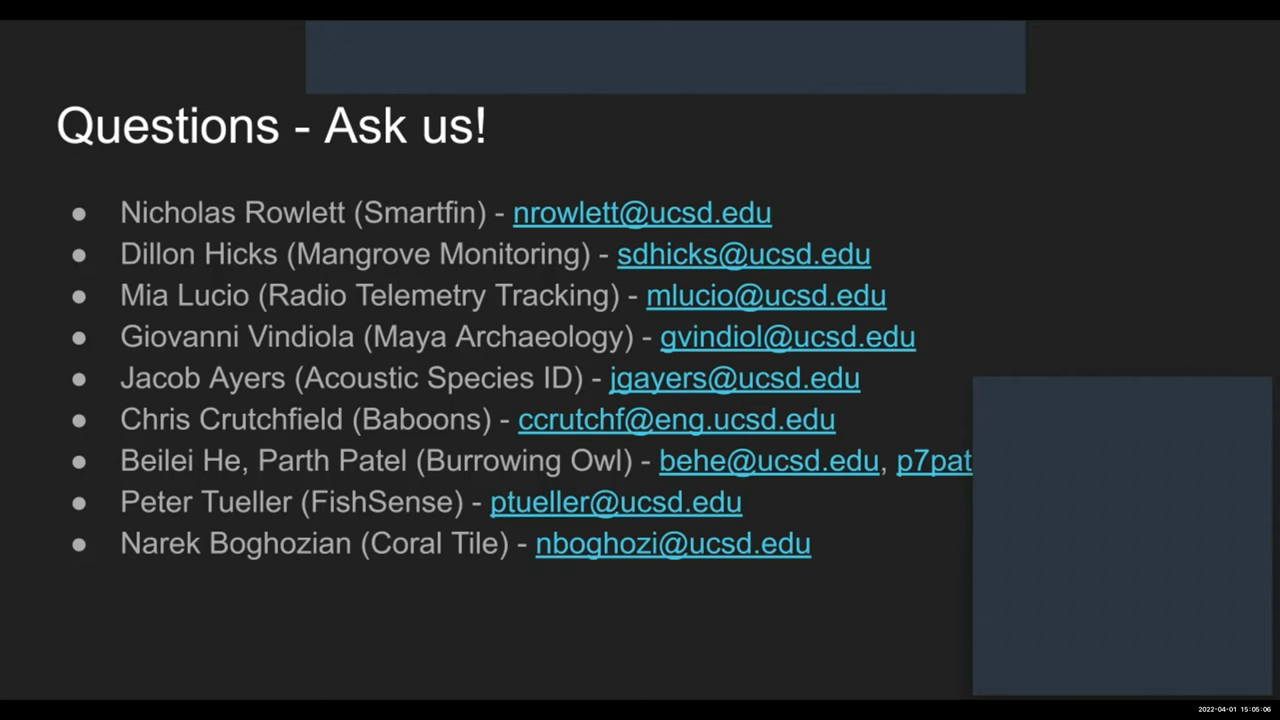 Questions - Ask us!
● Nicholas Rowlett (Smartfin) - nrowlett@ucsd.edu
● Dillon Hicks (Mangrove Monitoring) - sdhicks@ucsd.edu
● Mia Lucio (Radio Telemetry Tracking) - mlucio@ucsd.edu
● Giovanni Vindiola (Maya Archaeology) - gvindiol@ucsd.edu
● Jacob Ayers (Acoustic Species ID) - jgayers@ucsd.edu
● Chris Crutchfield (Baboons) - ccrutchf@eng.ucsd.edu
● Beilei He, Parth Patel (Burrowing Owl) - behe@ucsd.edu, p7pat
● Peter Tueller (FishSense) - ptueller@ucsd.edu
● Narek Boghozian (Coral Tile) - nboghozi@ucsd.edu
2022-04-01 15:05:06